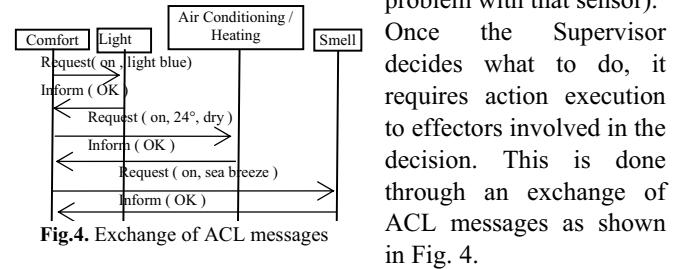 Air Conditioning /
Heating
Comfort
Light
Smell
Request( on , light blue)
Inform ( OK )
Request ( on, 24°, dry )
Inform ( OK )
Request ( on, sea breeze )
Inform ( OK )
Fig.4. Exchange of ACL messages
problem with that sensor).
Once the Supervisor
decides what to do, it
requires action execution
to effectors involved in the
decision. This is done
through an exchange of
ACL messages as shown
in Fig. 4.